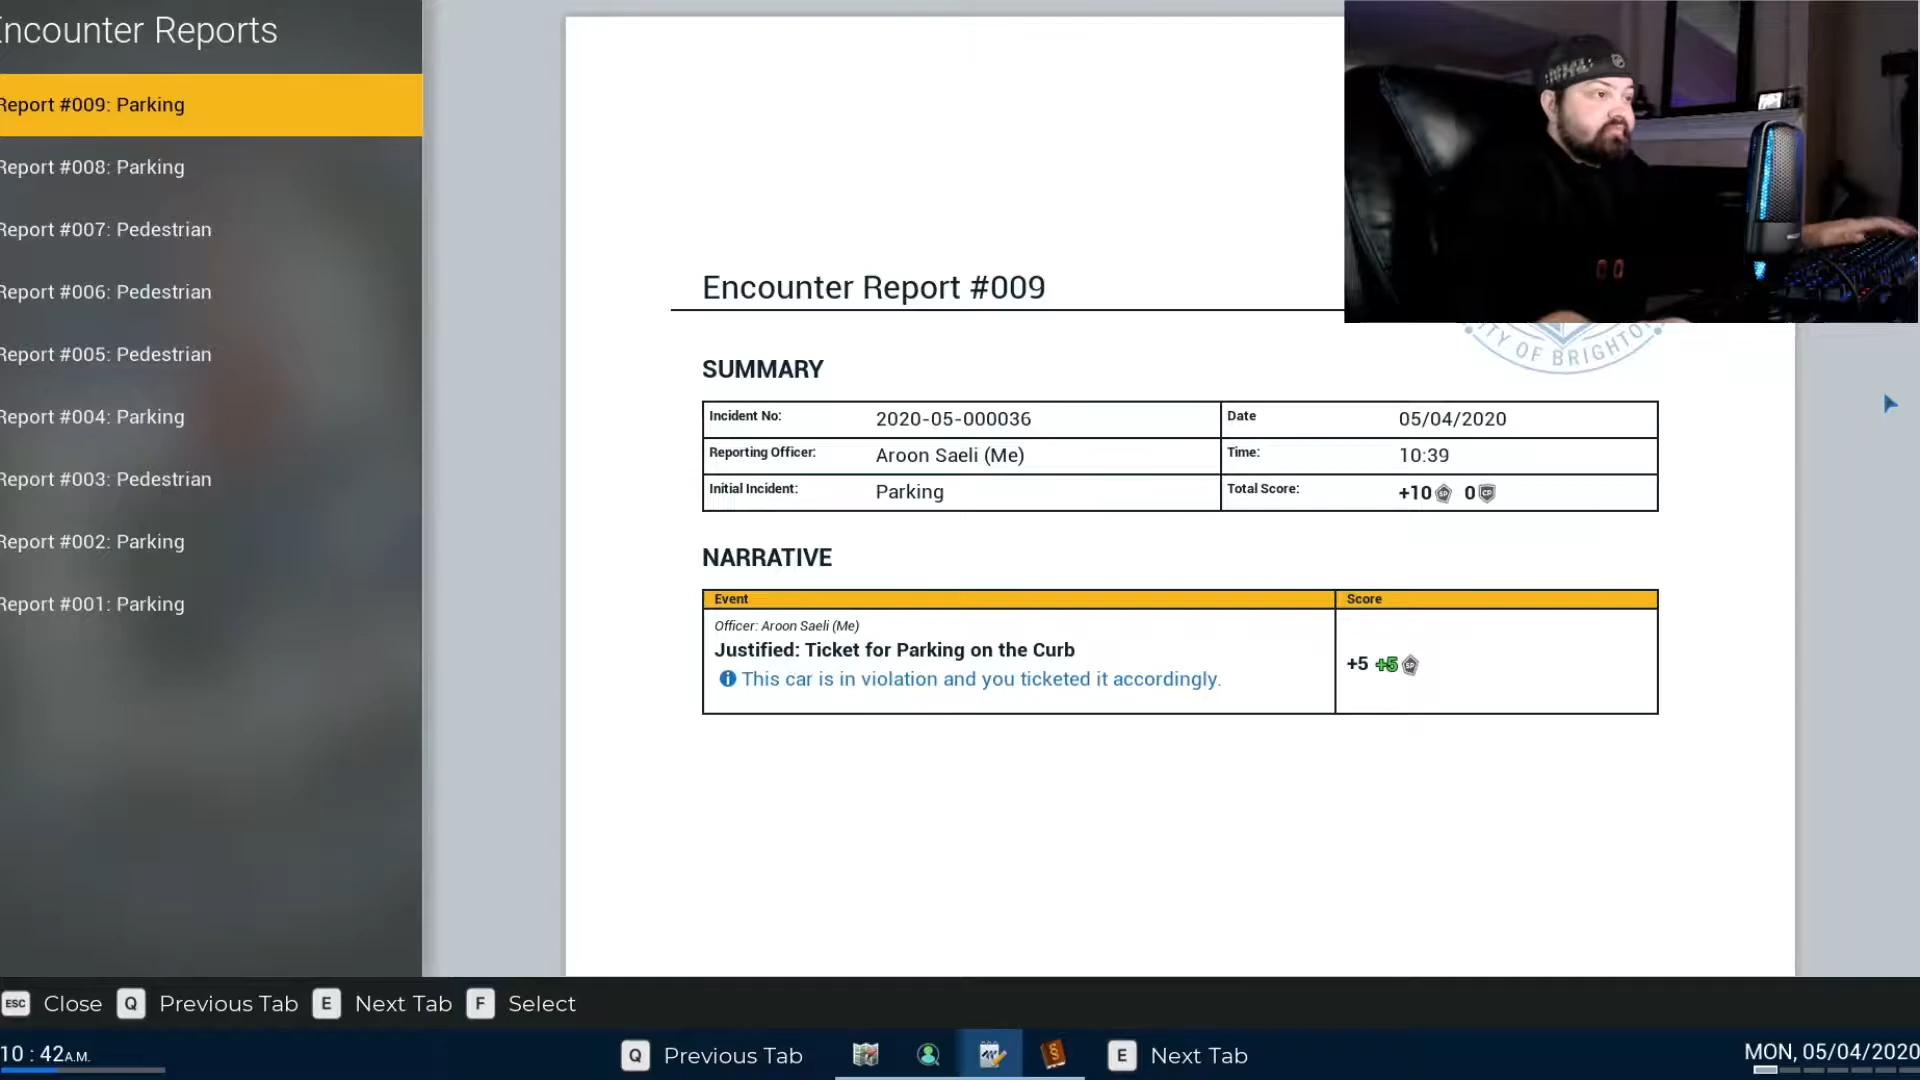 ncounter Reports
Report #009: Parking
Report #008: Parking
Report #007: Pedestrian
Report #006: Pedestrian
Report #005: Pedestrian
Report #004: Parking
Report #003: Pedestrian
Report #002: Parking
Report #001: Parking
Encounter Report #009
ITY OF BRIGHTO
SUMMARY
Incident No: 2020-05-000036 Date 05/04/2020
Reporting Officer: Aroon Saeli (Me) Time: 10:39
Initial Incident: Parking Total Score: +10 SP 0 CP
NARRATIVE
Event Score
Officer: Aroon Saeli (Me)
Justified: Ticket for Parking on the Curb
This car is in violation and you ticketed it accordingly.
+5 +5 SP
ESC Close Q Previous Tab E Next Tab F Select
10 : 42 A.M. Q Previous Tab § E Next Tab MON, 05/04/2020